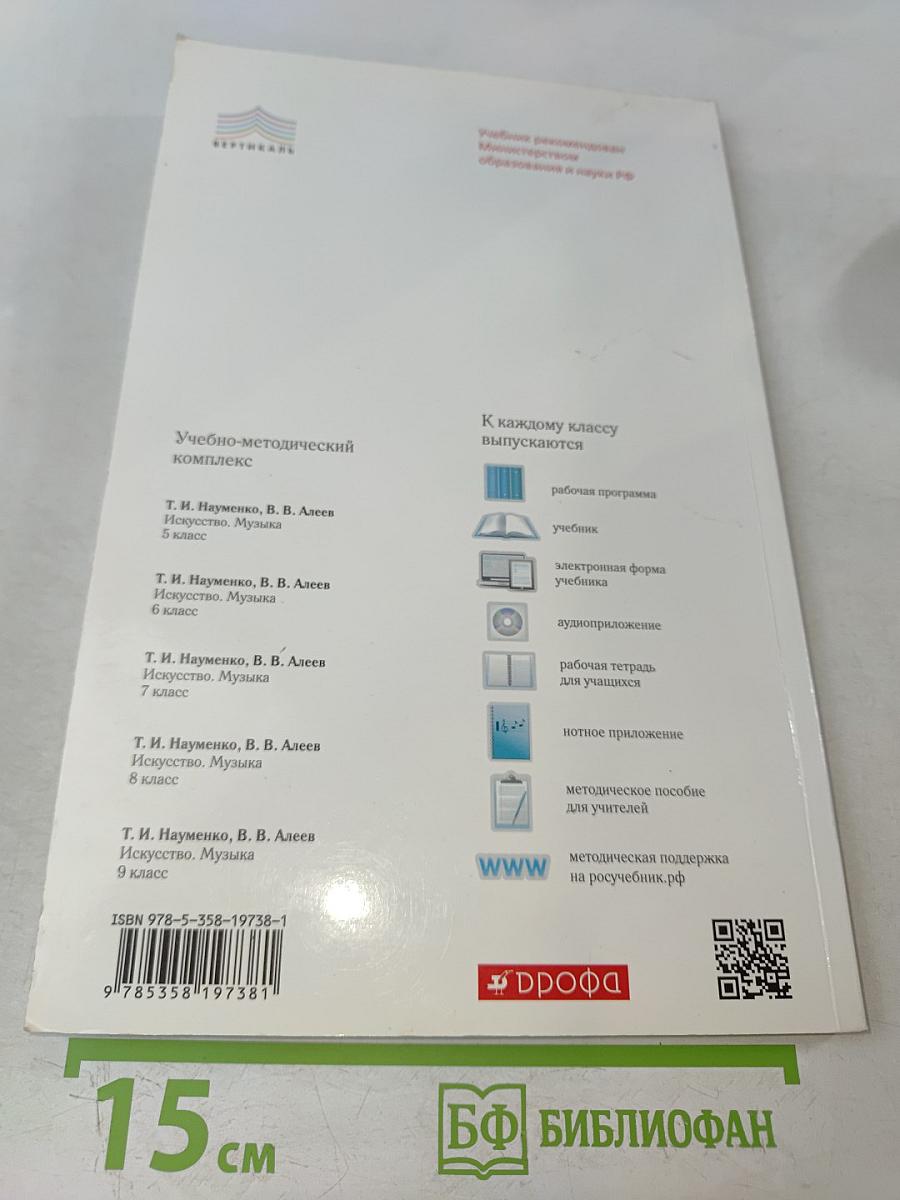 ВЕРТИКАЛЬ
Учебник рекомендован
Министерством
образования и науки РФ
Учебно-методический
комплекс
Т. И. Науменко, В. В. Алеев
Искусство. Музыка
5 класс
Т. И. Науменко, В. В. Алеев
Искусство. Музыка
6 класс
Т. И. Науменко, В. В. Алеев
Искусство. Музыка
7 класс
Т. И. Науменко, В. В. Алеев
Искусство. Музыка
8 класс
Т. И. Науменко, В. В. Алеев
Искусство. Музыка
9 класс
К каждому классу
выпускаются
рабочая программа
учебник
электронная форма
учебника
аудиоприложение
рабочая тетрадь
для учащихся
нотное приложение
методическое пособие
для учителей
www
методическая поддержка
на росучебник.рф
ISBN 978-5-358-19738-1
9 785358 197381
дрофа
15 см
БФ БИБЛИОФАН